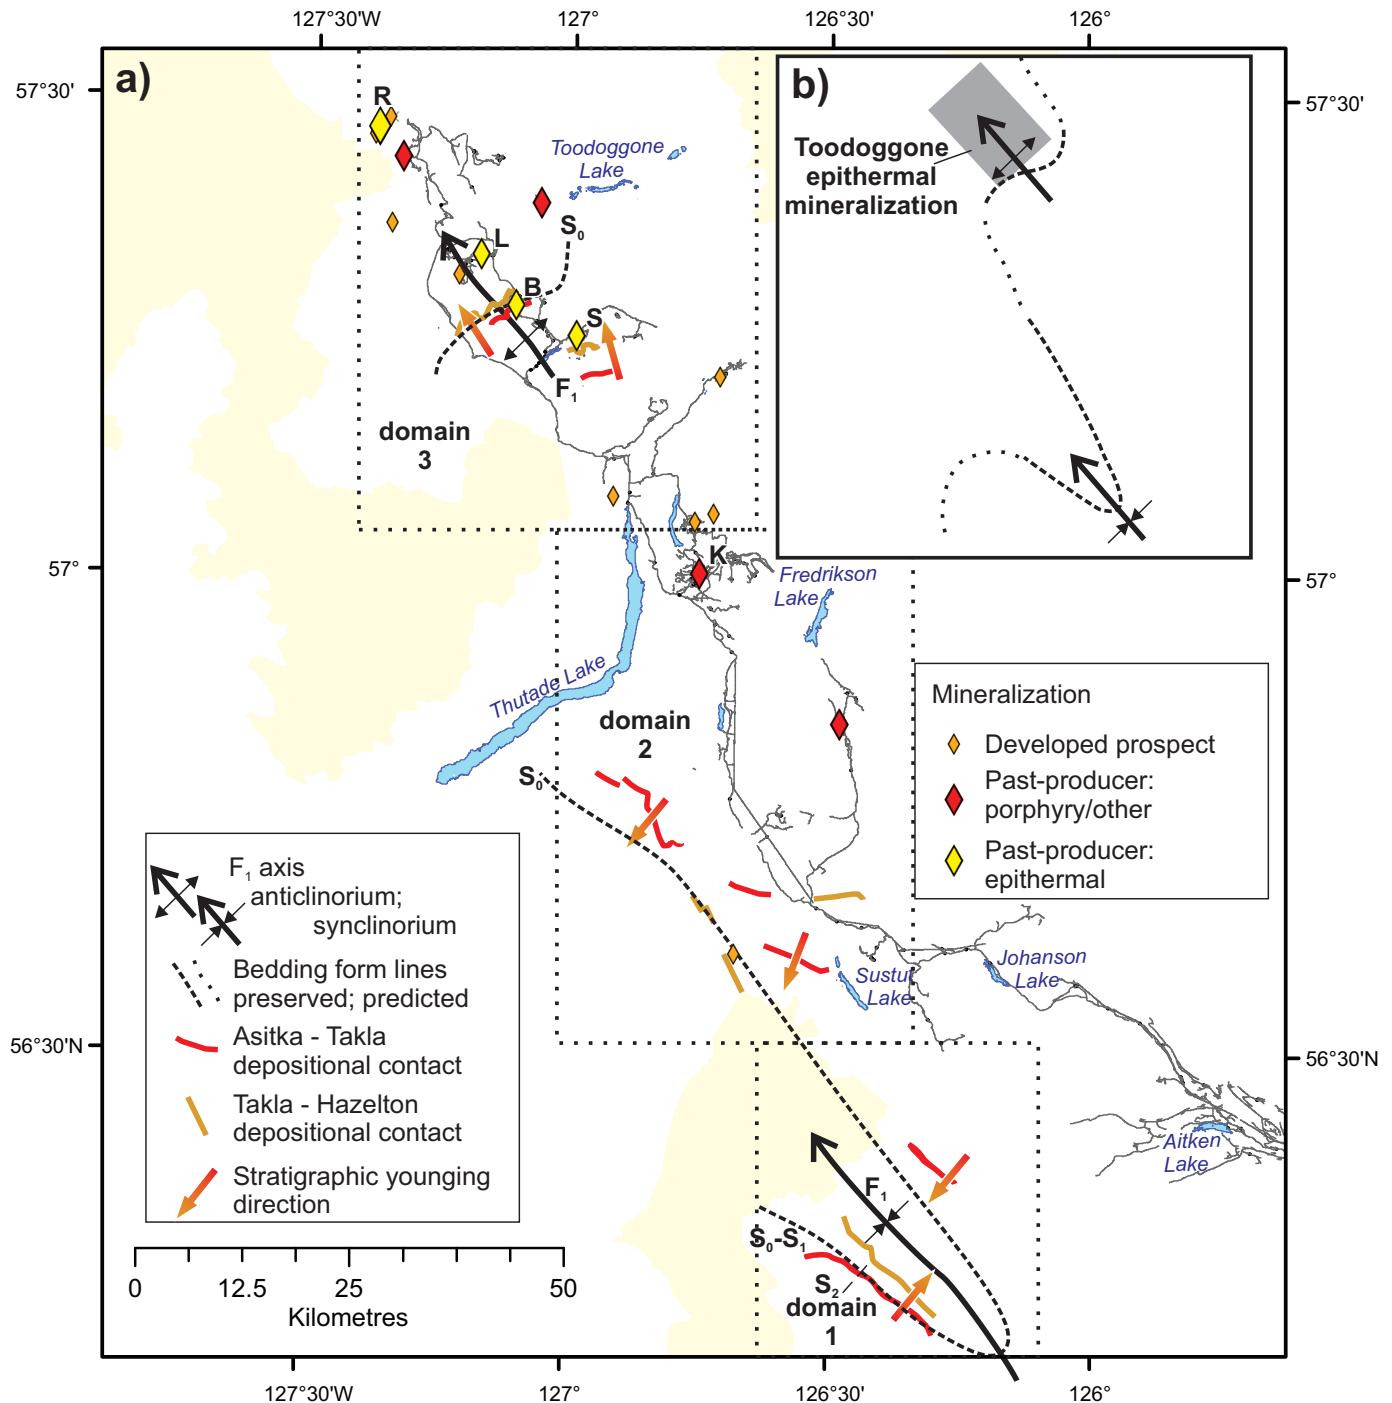 127°30'W
127°
126°30'
126°
57°30'
57°30'
a)
b)
R
Toodoggone
Lake
Toodoggone
epithermal
mineralization
S0
L
B
S
F1
domain
3
57°
57°
K
Fredrikson
Lake
Thutade Lake
domain
2
S0
Mineralization
Developed prospect
Past-producer:
porphyry/other
Past-producer:
epithermal
F1 axis
anticlinorium;
synclinorium
Bedding form lines
preserved; predicted
Asitka - Takla
depositional contact
Takla - Hazelton
depositional contact
Stratigraphic younging
direction
Sustut
Lake
Johanson
Lake
56°30'N
56°30'N
Aitken
Lake
F1
S0-S1
S2
domain
1
0
12.5
25
50
Kilometres
127°30'W
127°
126°30'
126°